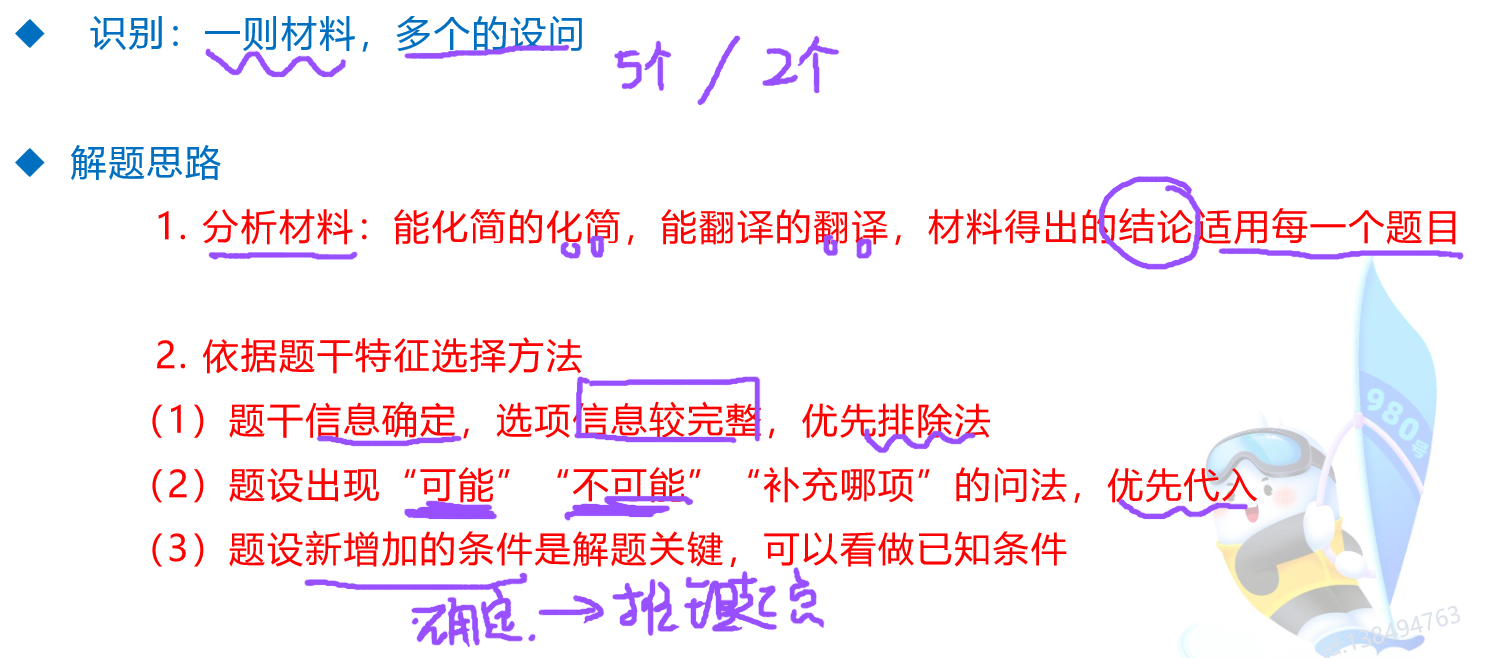 ◆ 识别：一则材料，多个的设问
5个 / 2个
◆ 解题思路
1. 分析材料：能化简的化简，能翻译的翻译，材料得出的结论适用每一个题目
2. 依据题干特征选择方法
（1）题干信息确定，选项信息较完整，优先排除法
（2）题设出现“可能”“不可能”“补充哪项”的问法，优先代入
（3）题设新增加的条件是解题关键，可以看做已知条件
确定. → 推理起点
980号
138494763